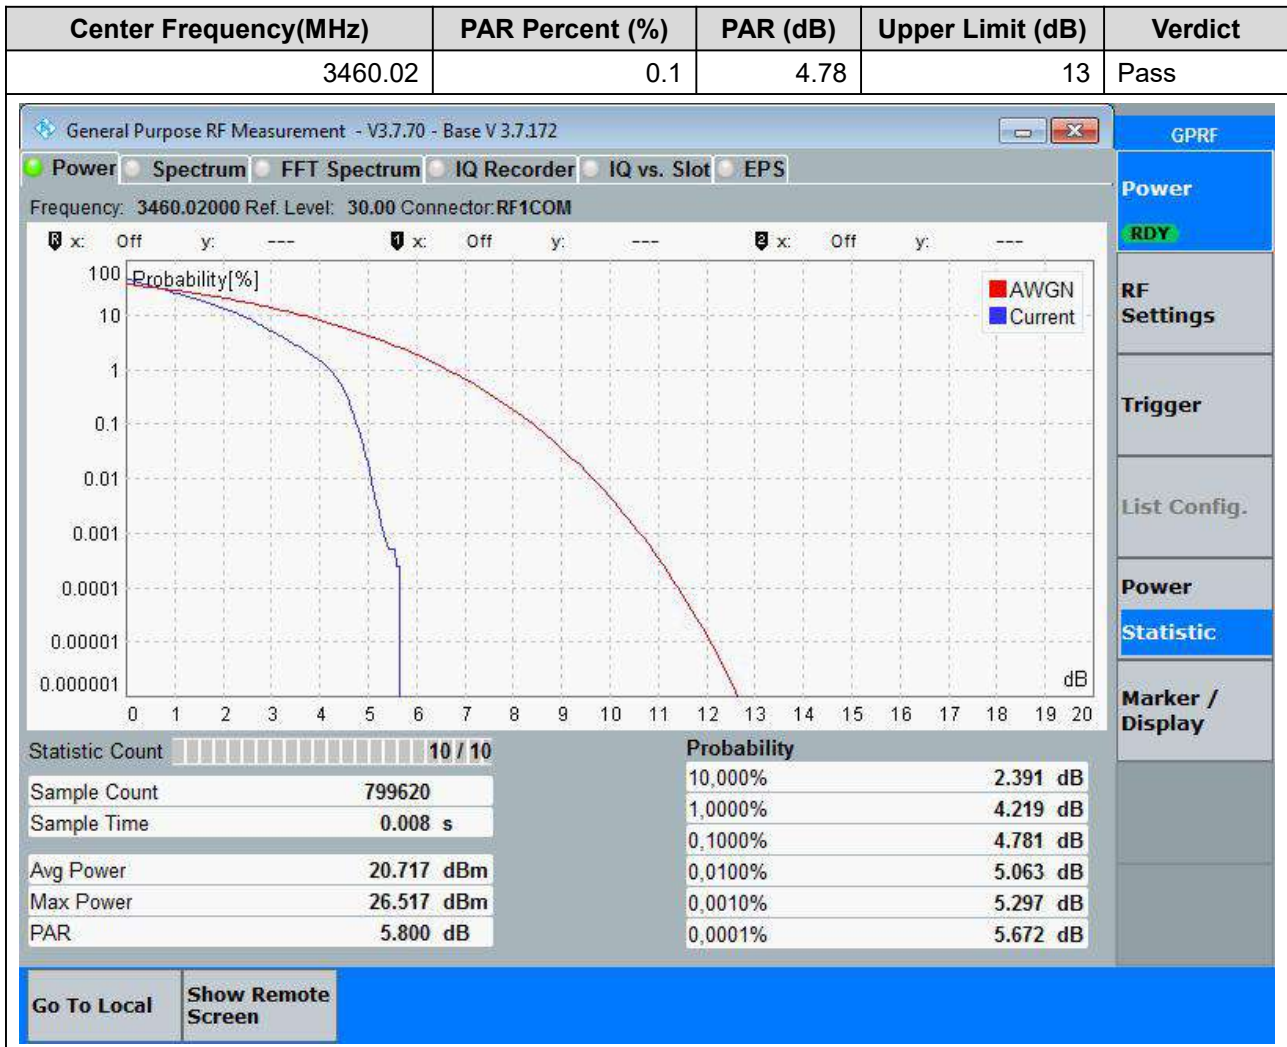 Center Frequency(MHz) PAR Percent (%) PAR (dB) Upper Limit (dB) Verdict
3460.02 0.1 4.78 13 Pass
General Purpose RF Measurement - V3.7.70 - Base V 3.7.172
GPRF
Power Spectrum FFT Spectrum IQ Recorder IQ vs. Slot EPS
Frequency: 3460.02000 Ref. Level: 30.00 Connector: RF1COM
R x: Off y: --- 1 x: Off y: --- 2 x: Off y: ---
Probability[%]
AWGN
Current
100
10
1
0.1
0.01
0.001
0.0001
0.00001
0.000001
dB
0 1 2 3 4 5 6 7 8 9 10 11 12 13 14 15 16 17 18 19 20
Statistic Count 10 / 10
Sample Count 799620
Sample Time 0.008 s
Avg Power 20.717 dBm
Max Power 26.517 dBm
PAR 5.800 dB
Probability
10,000% 2.391 dB
1,0000% 4.219 dB
0,1000% 4.781 dB
0,0100% 5.063 dB
0,0010% 5.297 dB
0,0001% 5.672 dB
Power
RDY
RF
Settings
Trigger
List Config.
Power
Statistic
Marker /
Display
Go To Local
Show Remote
Screen